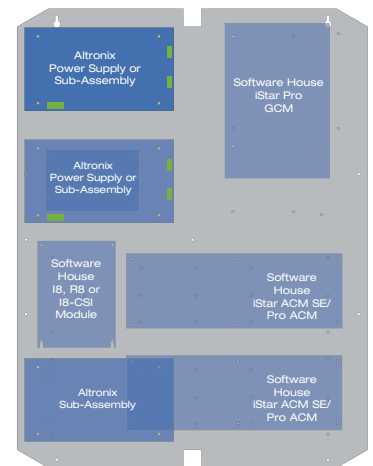 Altronix
Power Supply or
Sub-Assembly
Software House
iStar Pro
GCM
Altronix
Power Supply or
Sub-Assembly
Software
House
I8, R8 or
I8-CSI
Module
Software
House
iStar ACM SE/
Pro ACM
Altronix
Sub-Assembly
Software
House
iStar ACM SE/
Pro ACM